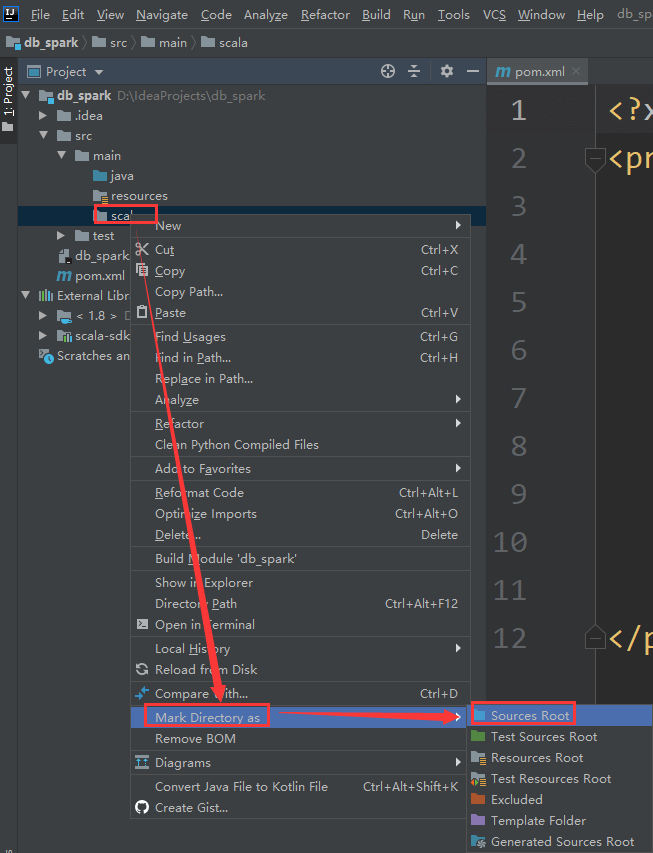 IJ File Edit View Navigate Code Analyze Refactor Build Run Tools VCS Window Help db_sp
db_spark src main scala
1: Project
Project
pom.xml
db_spark D:\IdeaProjects\db_spark
.idea
src
main
java
resources
scal
test
db_spark
pom.xml
External Libr
< 1.8 > D
scala-sdk
Scratches an
New
Cut Ctrl+X
Copy Ctrl+C
Copy Path...
Paste Ctrl+V
Find Usages Ctrl+G
Find in Path... Ctrl+H
Replace in Path...
Analyze
Refactor
Clean Python Compiled Files
Add to Favorites
Reformat Code Ctrl+Alt+L
Optimize Imports Ctrl+Alt+O
Delete... Delete
Build Module 'db_spark'
Show in Explorer
Directory Path Ctrl+Alt+F12
Open in Terminal
Local History
Reload from Disk
Compare With... Ctrl+D
Mark Directory as
Remove BOM
Diagrams
Convert Java File to Kotlin File Ctrl+Alt+Shift+K
Create Gist...
Sources Root
Test Sources Root
Resources Root
Test Resources Root
Excluded
Template Folder
Generated Sources Root
1 <?x
2 <pr
3
4
5
6
7
8
9
10
11
12 </p